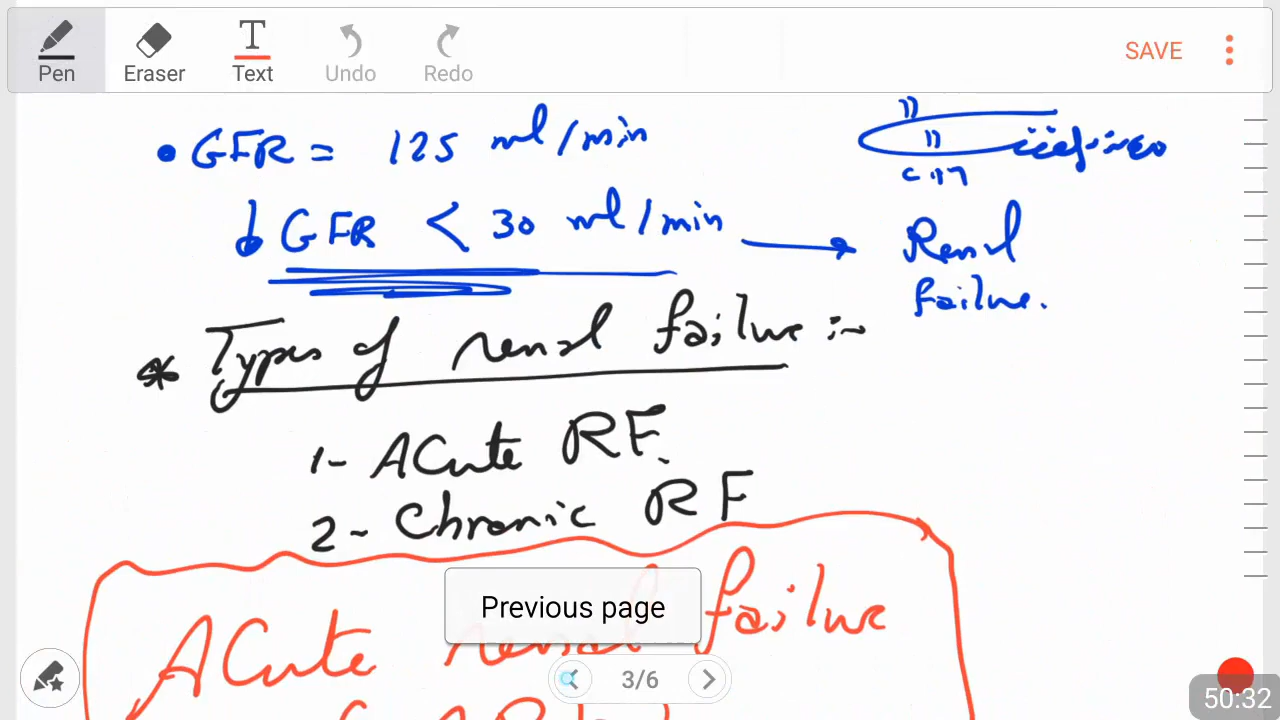 Pen Eraser Text Undo Redo SAVE
• GFR = 125 ml/min
↓ GFR < 30 ml/min → Renal failure.
* Types of renal failure :-
1- Acute RF.
2- Chronic RF
Acute renal failure
Previous page
3/6
50:32